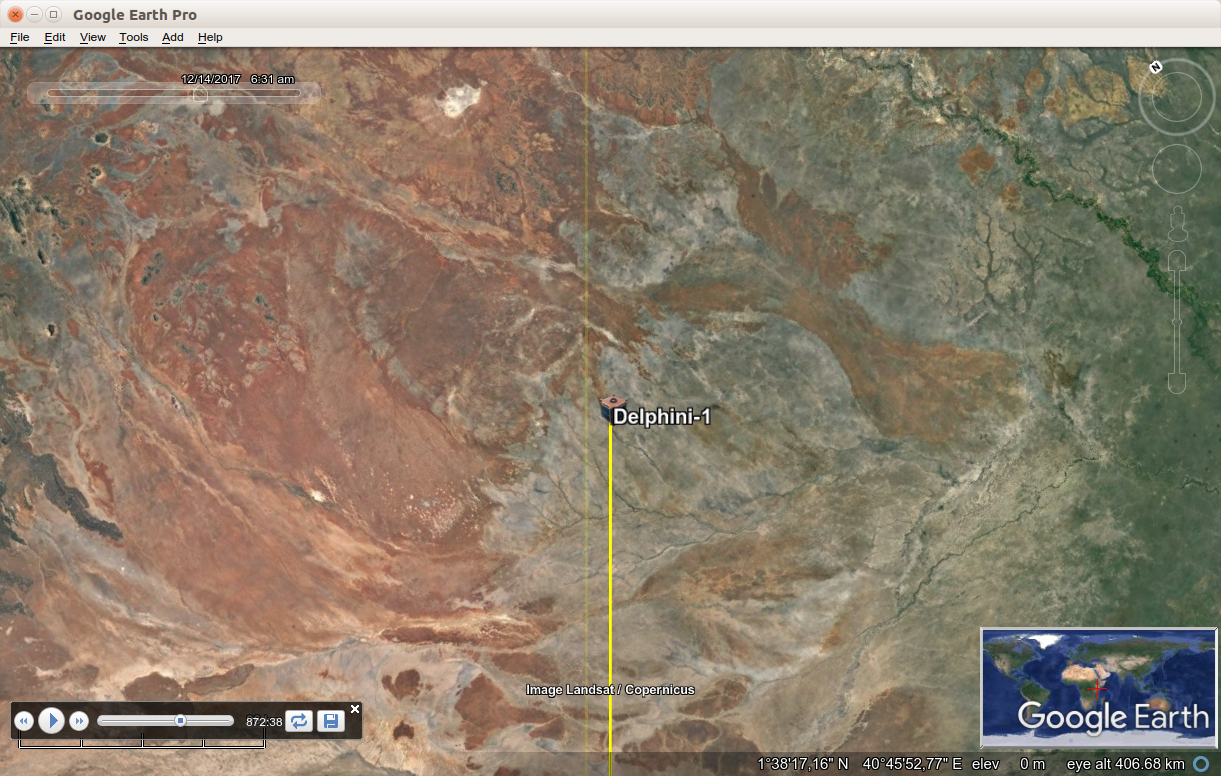 Google Earth Pro
File Edit View Tools Add Help
12/14/2017 6:31 am
N
Delphini-1
Image Landsat / Copernicus
872:38
Google Earth
1°38'17,16" N 40°45'52,77" E elev 0 m eye alt 406.68 km